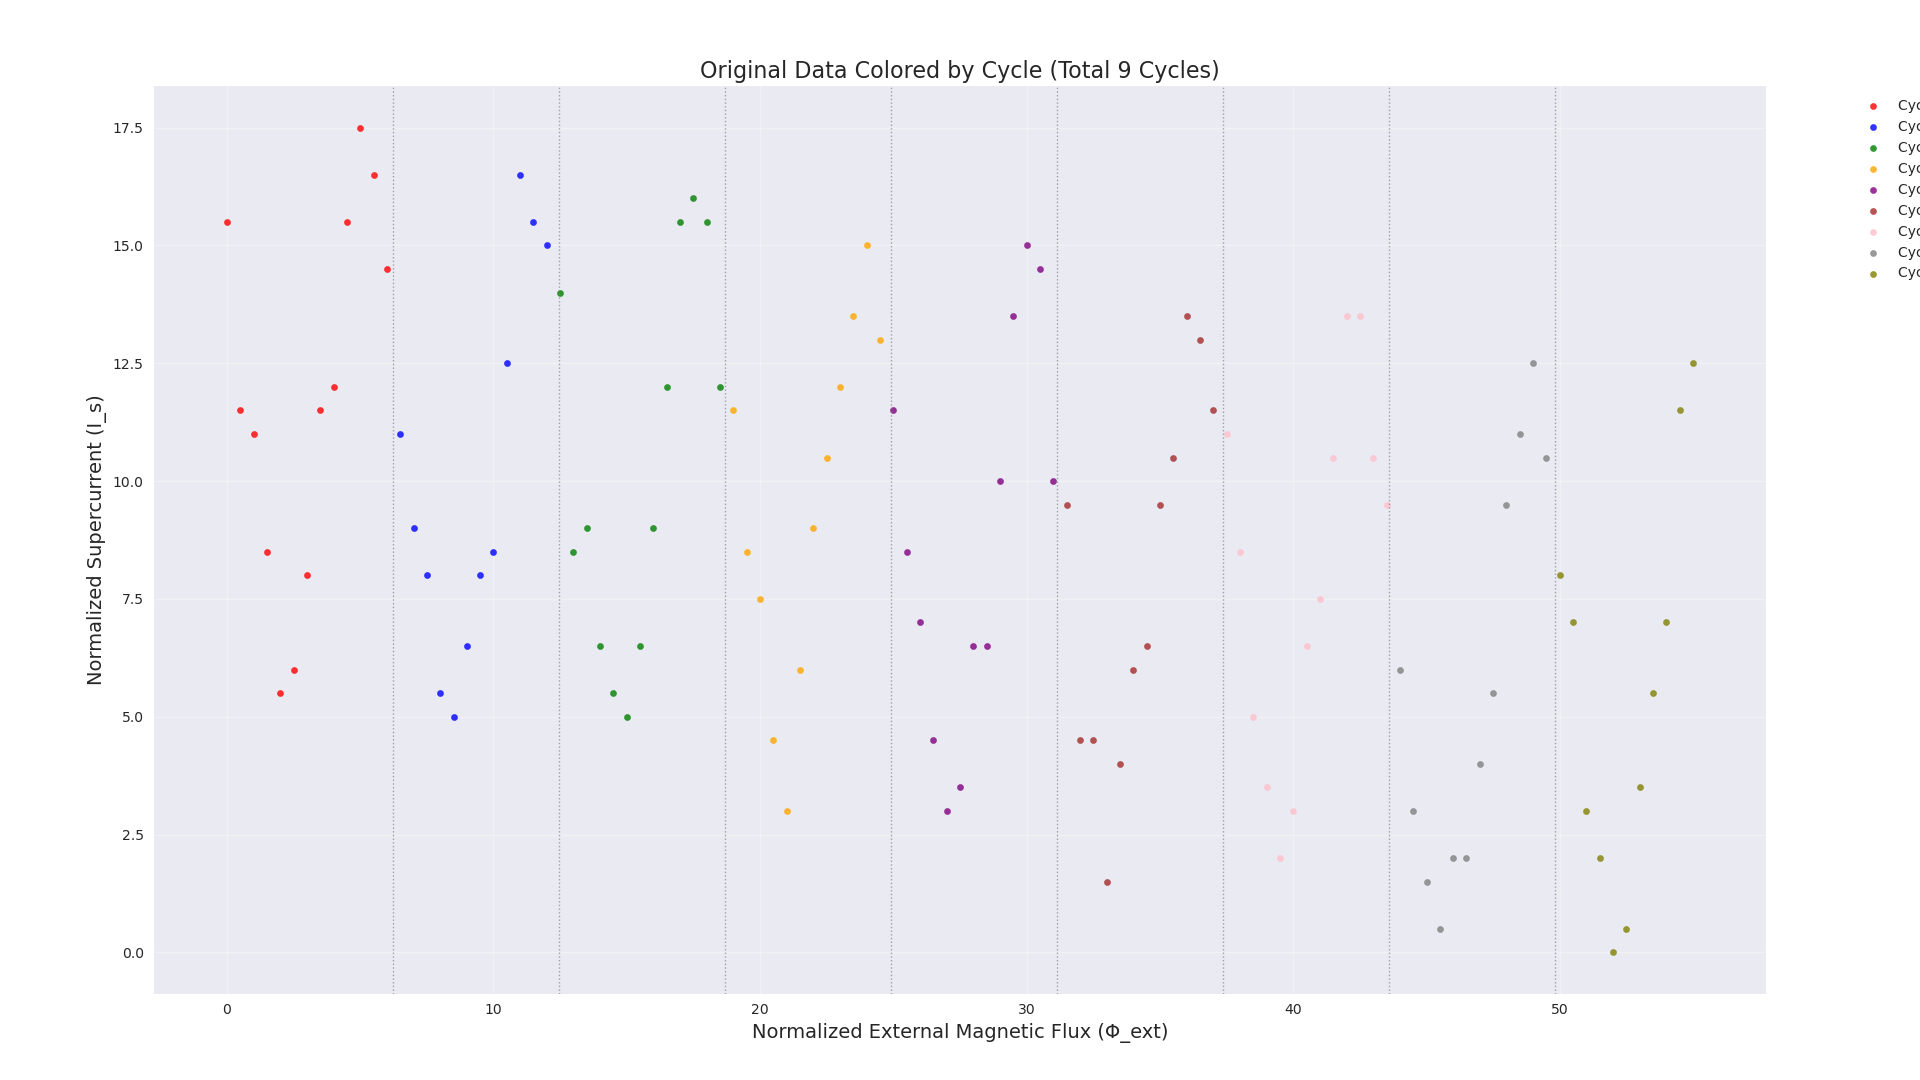 Original Data Colored by Cycle (Total 9 Cycles)
17.5
15.0
12.5
10.0
7.5
5.0
2.5
0.0
Normalized Supercurrent (I_s)
0 10 20 30 40 50
Normalized External Magnetic Flux (Φ_ext)
Cyc
Cyc
Cyc
Cyc
Cyc
Cyc
Cyc
Cyc
Cyc